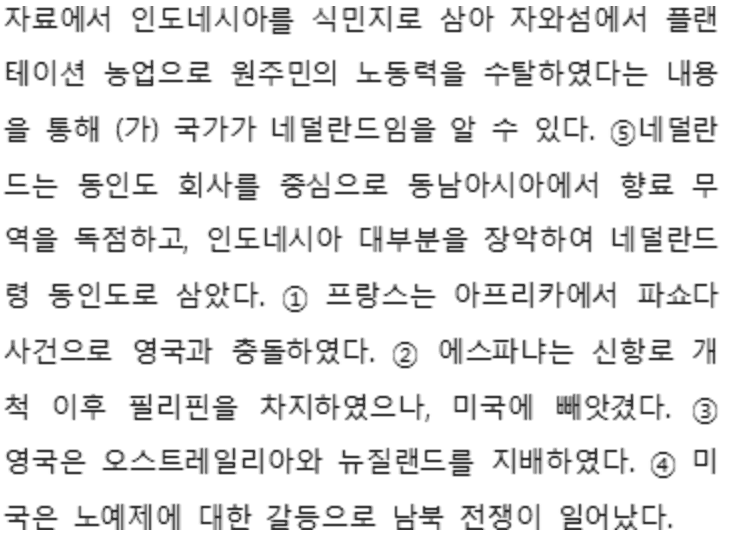 자료에서 인도네시아를 식민지로 삼아 자와섬에서 플랜
테이션 농업으로 원주민의 노동력을 수탈하였다는 내용
을 통해 (가) 국가가 네덜란드임을 알 수 있다. ⑤네덜란
드는 동인도 회사를 중심으로 동남아시아에서 향료 무
역을 독점하고, 인도네시아 대부분을 장악하여 네덜란드
령 동인도로 삼았다. ① 프랑스는 아프리카에서 파쇼다
사건으로 영국과 충돌하였다. ② 에스파냐는 신항로 개
척 이후 필리핀을 차지하였으나, 미국에 빼앗겼다. ③
영국은 오스트레일리아와 뉴질랜드를 지배하였다. ④ 미
국은 노예제에 대한 갈등으로 남북 전쟁이 일어났다.